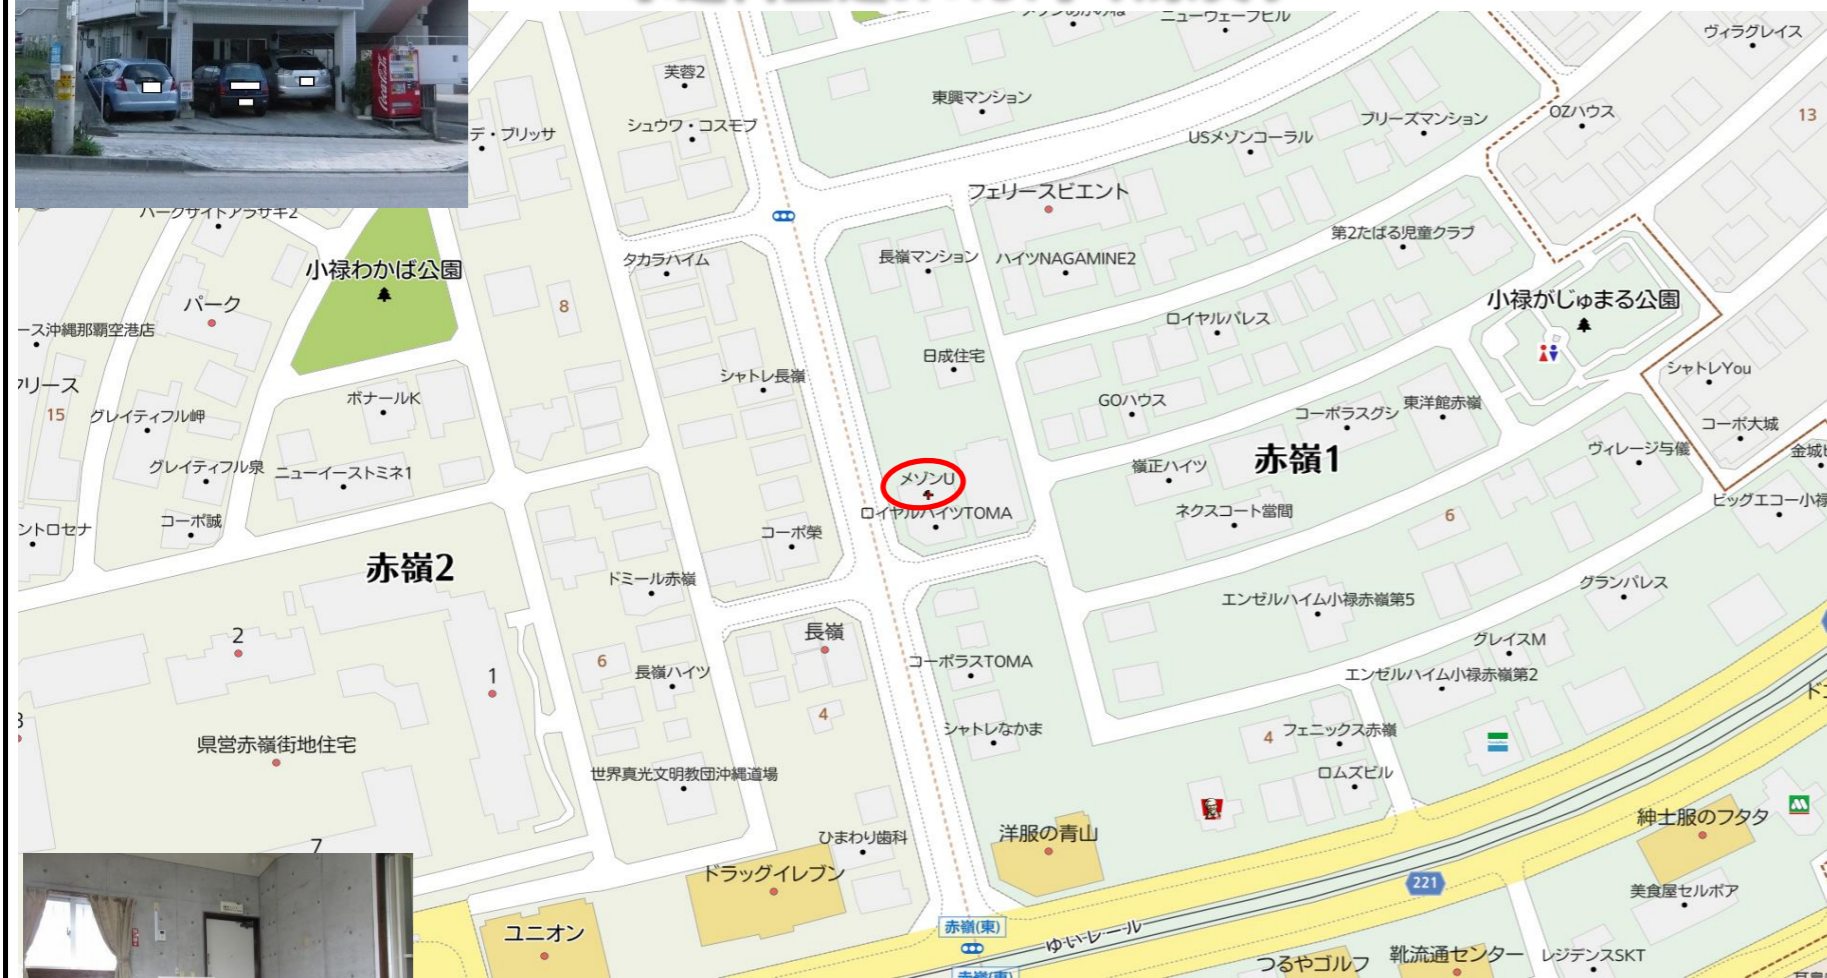 ニューウェーブビル
ヴィラグレイス
芙蓉2
東興マンション
OZハウス
13
デ・ブリッサ
シュウワ・コスモブ
USメゾンコーラル
ブリーズマンション
Coca-Cola
フェリースビエント
パークサイドアラサキ2
第2たばる児童クラブ
小禄わかば公園
タカラハイム
長嶺マンション
ハイツNAGAMINE2
パーク
8
小禄がじゅまる公園
ース沖縄那覇空港店
ロイヤルパレス
日成住宅
シャトレ長嶺
シャトレYou
リース
15
グレイティフル岬
ボナールK
GOハウス
コーポラスグシ
東洋館赤嶺
コーポ大城
グレイティフル泉
ニューイーストミネ1
メゾンU
嶺正ハイツ
赤嶺1
ヴィレージ与儀
金城ビ
ントロセナ
コーポ誠
コーポ榮
ロイヤルハイツTOMA
ネクスコート當間
6
ビッグエコー小禄
赤嶺2
ドミール赤嶺
エンゼルハイム小禄赤嶺第5
グランパレス
2
長嶺
グレイスM
1
6
長嶺ハイツ
コーポラスTOMA
エンゼルハイム小禄赤嶺第2
4
県営赤嶺街地住宅
シャトレなかま
4
フェニックス赤嶺
世界真光文明教団沖縄道場
ロムズビル
7
ひまわり歯科
洋服の青山
紳士服のフタタ
ドラッグイレブン
221
美食屋セルポア
ユニオン
赤嶺(東)
ゆいレール
つるやゴルフ
靴流通センター
レジデンスSKT